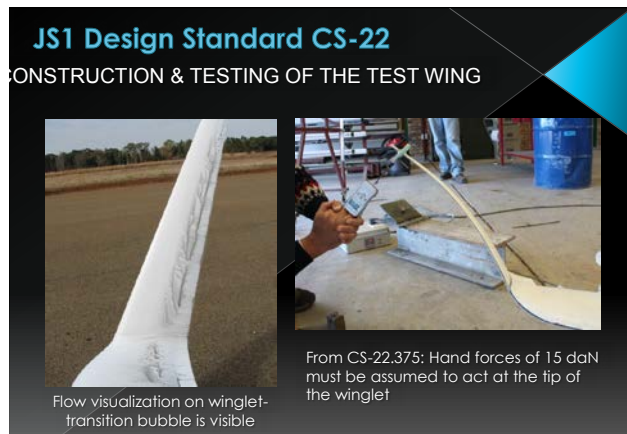 JS1 Design Standard CS-22
CONSTRUCTION & TESTING OF THE TEST WING
From CS-22.375: Hand forces of 15 daN
must be assumed to act at the tip of
the winglet
Flow visualization on winglet-
transition bubble is visible